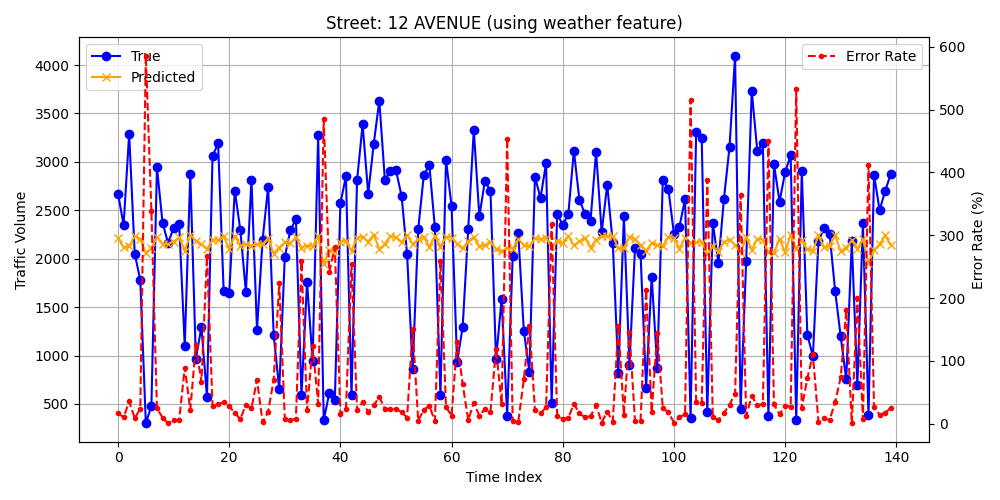 Street: 12 AVENUE (using weather feature)
True
Predicted
Error Rate
4000
3500
3000
2500
2000
1500
1000
500
Traffic Volume
600
500
400
300
200
100
0
Error Rate (%)
0 20 40 60 80 100 120 140
Time Index